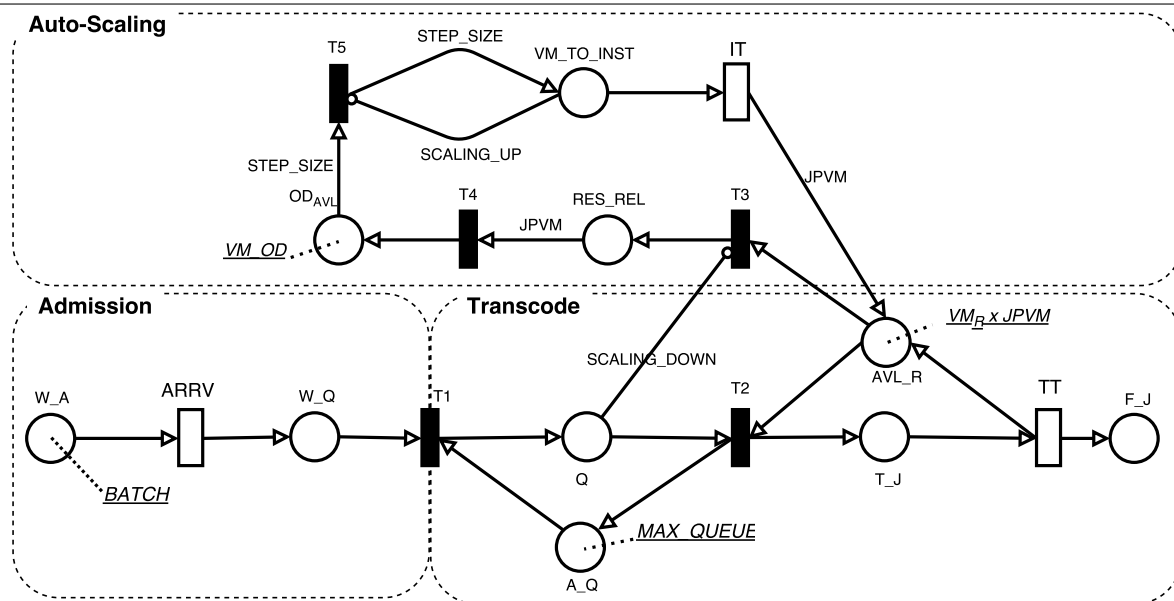 Auto-Scaling
T5
STEP_SIZE
VM_TO_INST
IT
SCALING_UP
STEP_SIZE
JPVM
OD_AVL
T4
JPVM
RES_REL
T3
VM_OD
Admission
Transcode
VM_R x JPVM
SCALING_DOWN
W_A
ARRV
W_Q
T1
T2
AVL_R
TT
F_J
BATCH
Q
T_J
MAX_QUEUE
A_Q